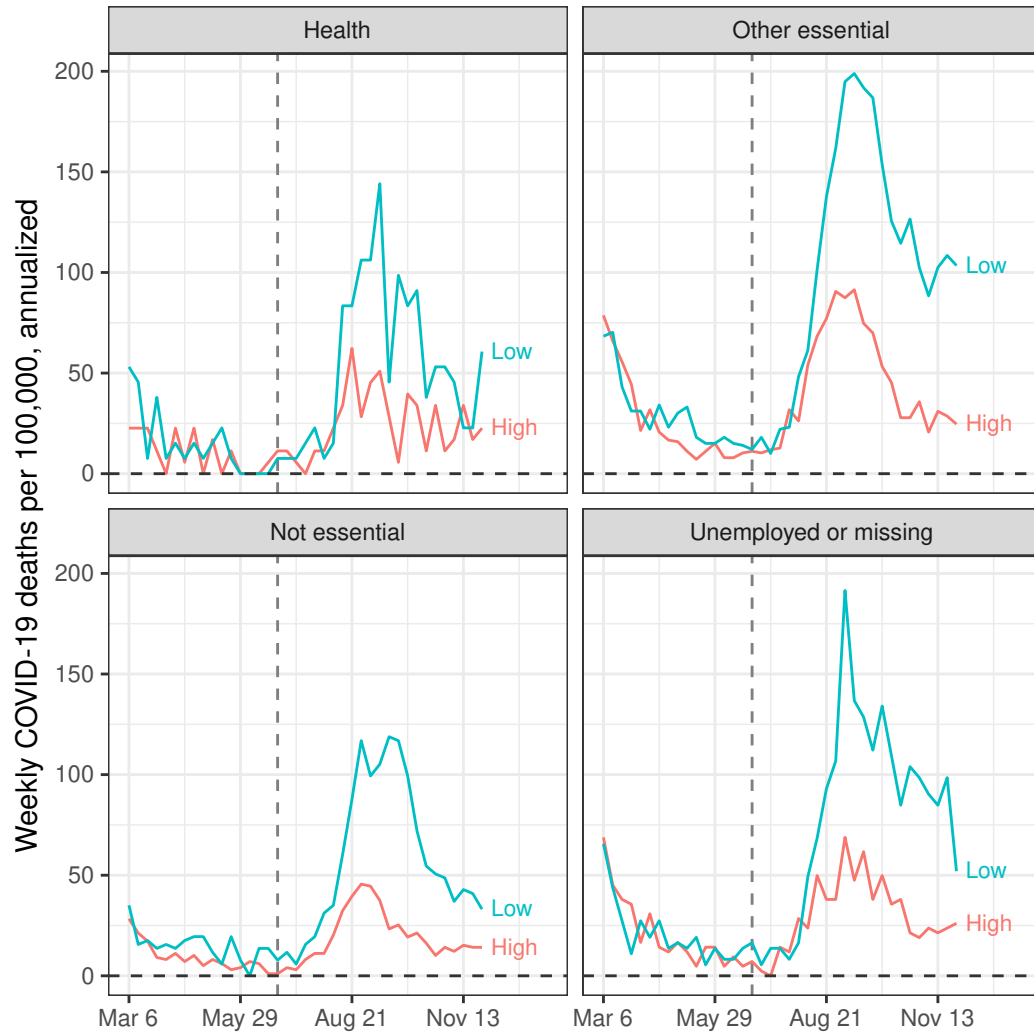 Health
Other essential
Weekly COVID-19 deaths per 100,000, annualized
200
150
100
50
0
Low
High
Low
High
Not essential
Unemployed or missing
200
150
100
50
0
Low
High
Low
High
Mar 6 May 29 Aug 21 Nov 13
Mar 6 May 29 Aug 21 Nov 13